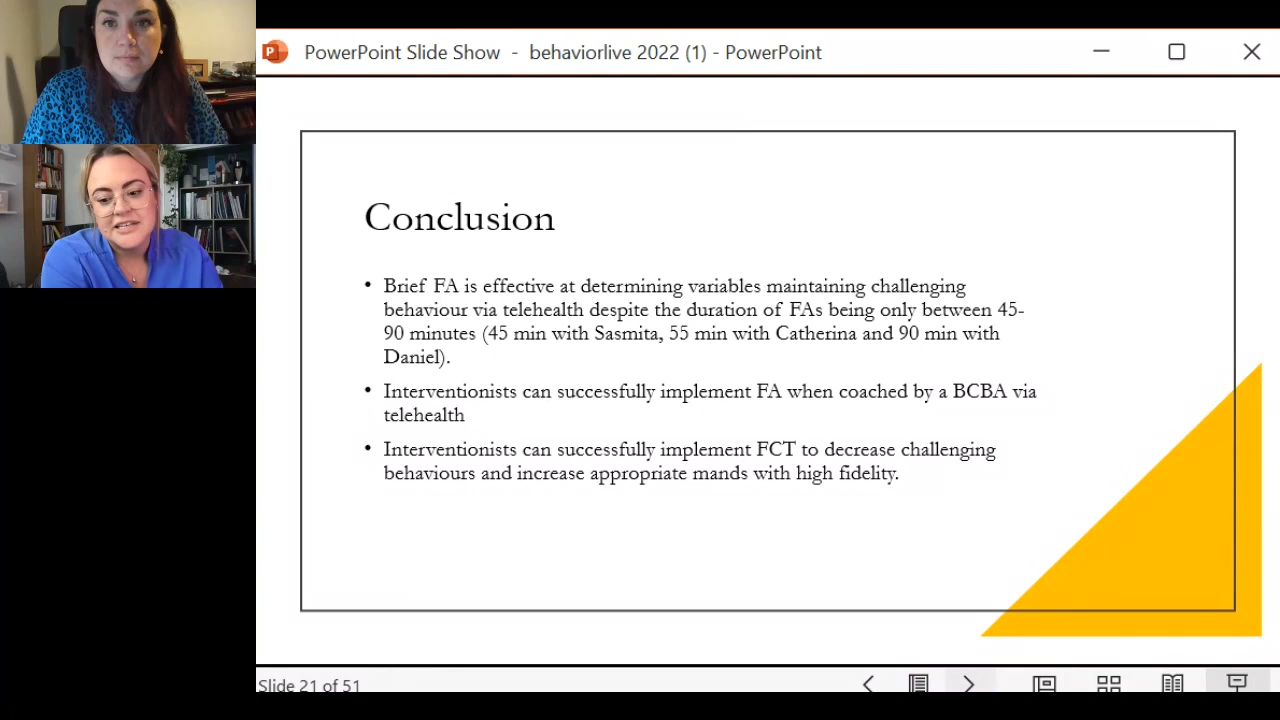 PowerPoint Slide Show - behaviorlive 2022 (1) - PowerPoint
Conclusion
• Brief FA is effective at determining variables maintaining challenging
behaviour via telehealth despite the duration of FAs being only between 45-
90 minutes (45 min with Sasmita, 55 min with Catherina and 90 min with
Daniel).
• Interventionists can successfully implement FA when coached by a BCBA via
telehealth
• Interventionists can successfully implement FCT to decrease challenging
behaviours and increase appropriate mands with high fidelity.
Slide 21 of 51